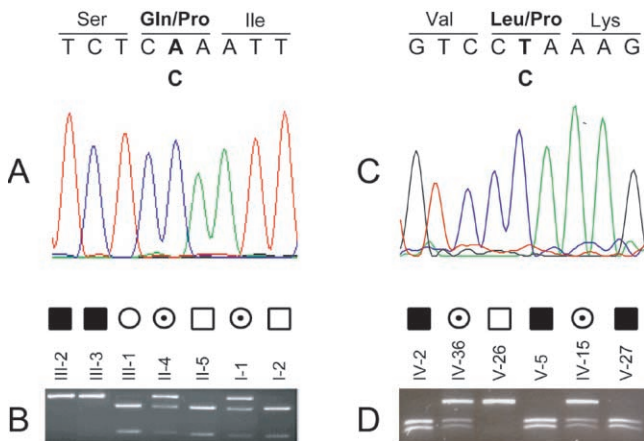 Ser Gln/Pro Ile
T C T C A A A T T
C
A
III-2 III-3 III-1 II-4 II-5 I-1 I-2
B
Val Leu/Pro Lys
G T C C T A A A G
C
C
IV-2 IV-36 V-26 V-5 IV-15 V-27
D